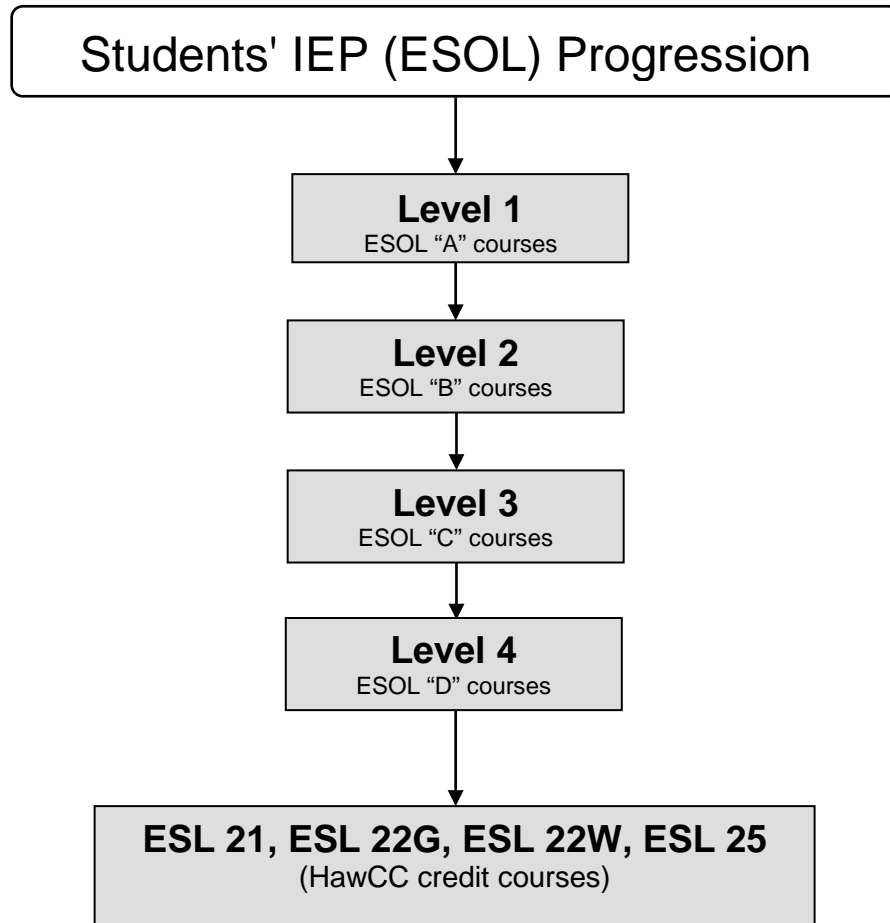 Students' IEP (ESOL) Progression
Level 1
ESOL “A” courses
Level 2
ESOL “B” courses
Level 3
ESOL “C” courses
Level 4
ESOL “D” courses
ESL 21, ESL 22G, ESL 22W, ESL 25
(HawCC credit courses)